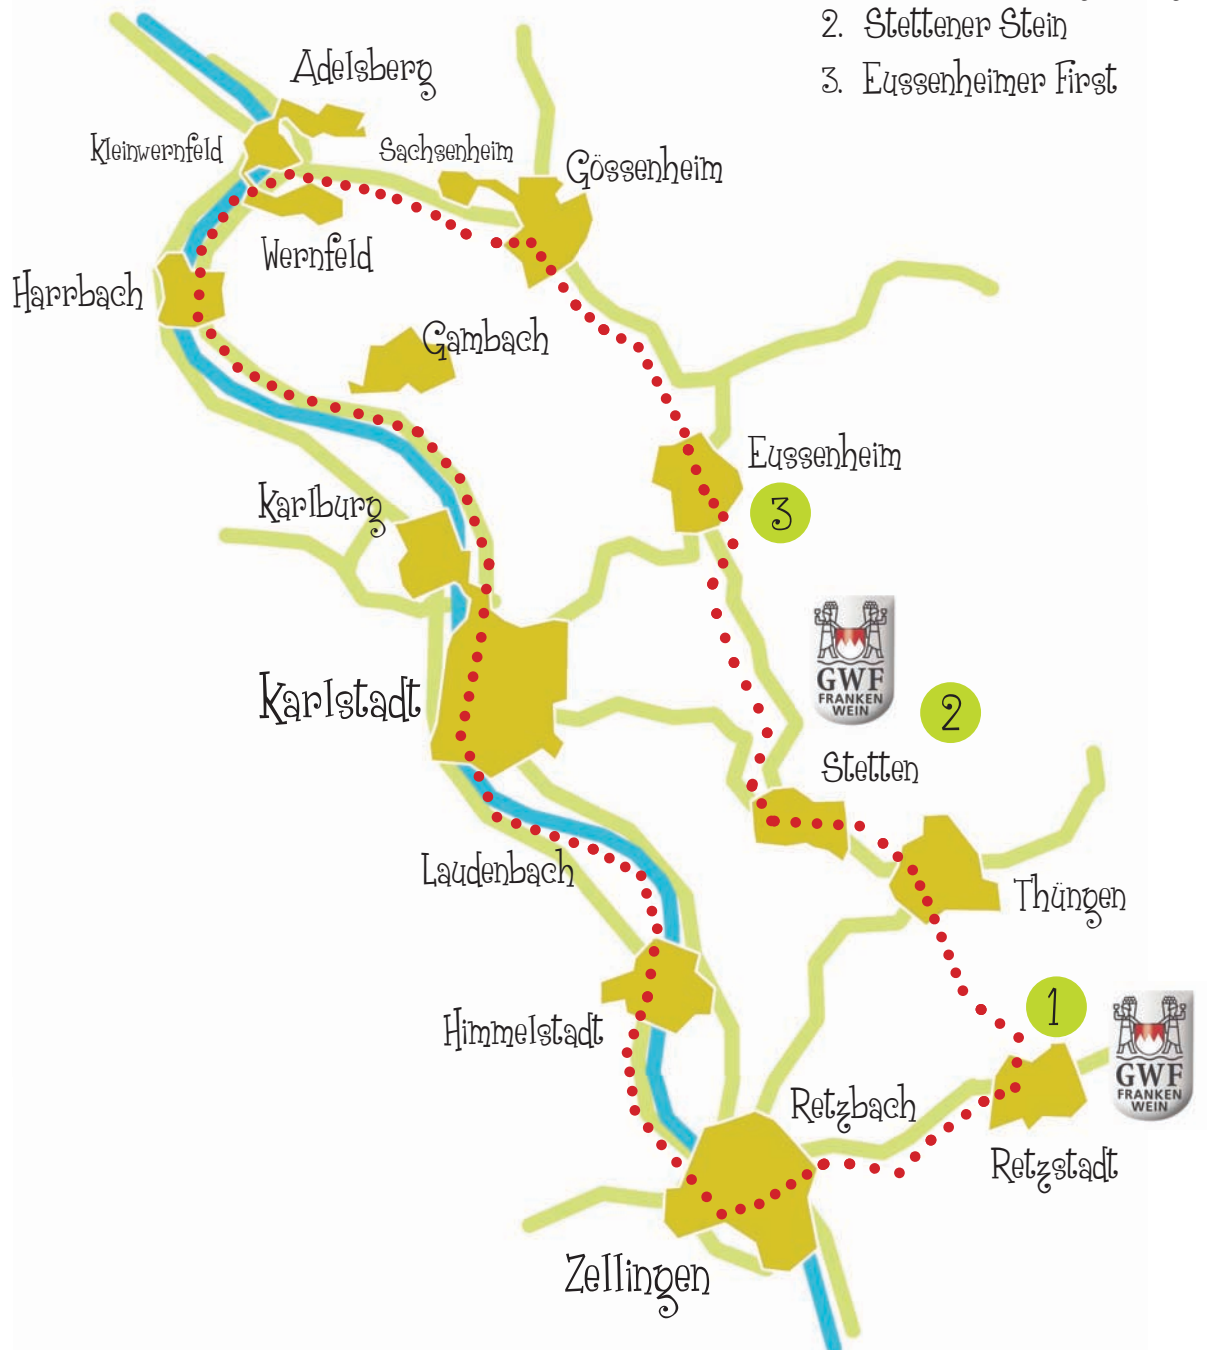 2. Stettener Stein
3. Eussenheimer First
Adelsberg
Kleinwernfeld
Sachsenheim
Gössenheim
Wernfeld
Harrbach
Gambach
Eussenheim
Karlburg
3
GWF
FRANKEN
WEIN
Karlstadt
2
Stetten
Laudenbach
Thüngen
1
Himmelstadt
GWF
FRANKEN
WEIN
Retzbach
Retzstadt
Zellingen